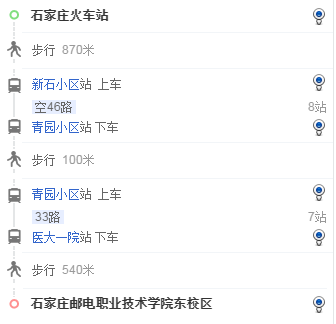 石家庄火车站
步行 870米
新石小区站 上车
空46路 8站
青园小区站 下车
步行 100米
青园小区站 上车
33路 7站
医大一院站 下车
步行 540米
石家庄邮电职业技术学院东校区